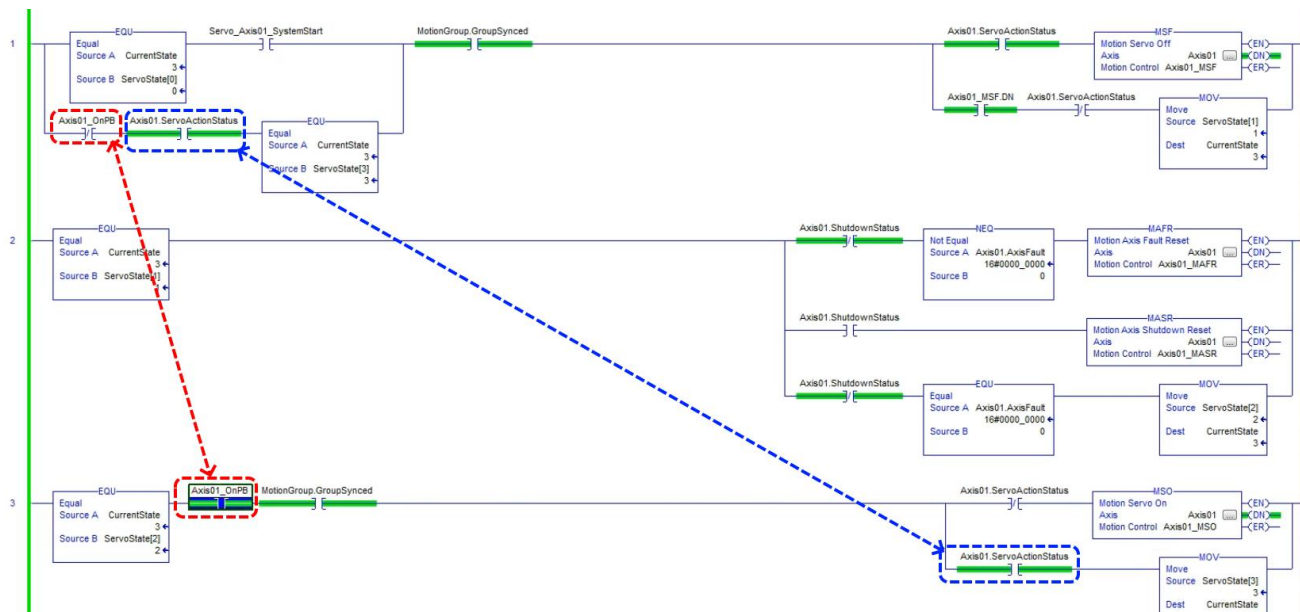 1
EQU
Equal
Source A CurrentState
3
Source B ServoState[0]
0
Servo_Axis01_SystemStart
MotionGroup.GroupSynced
Axis01.ServoActionStatus
MSF
Motion Servo Off
Axis Axis01 ...
Motion Control Axis01_MSF
EN
DN
ER
Axis01_OnPB
Axis01.ServoActionStatus
EQU
Equal
Source A CurrentState
3
Source B ServoState[3]
3
Axis01_MSF.DN
Axis01.ServoActionStatus
MOV
Move
Source ServoState[1]
1
Dest CurrentState
3
2
EQU
Equal
Source A CurrentState
3
Source B
Axis01.ShutdownStatus
NEQ
Not Equal
Source A Axis01.AxisFault
16#0000_0000
Source B 0
MAFR
Motion Axis Fault Reset
Axis Axis01 ...
Motion Control Axis01_MAFR
EN
DN
ER
Axis01.ShutdownStatus
MASR
Motion Axis Shutdown Reset
Axis Axis01 ...
Motion Control Axis01_MASR
EN
DN
ER
Axis01.ShutdownStatus
EQU
Equal
Source A Axis01.AxisFault
16#0000_0000
Source B 0
MOV
Move
Source ServoState[2]
2
Dest CurrentState
3
3
EQU
Equal
Source A CurrentState
3
Source B ServoState[2]
2
Axis01_OnPB
MotionGroup.GroupSynced
Axis01.ServoActionStatus
MSO
Motion Servo On
Axis Axis01 ...
Motion Control Axis01_MSO
EN
DN
ER
Axis01.ServoActionStatus
MOV
Move
Source ServoState[3]
3
Dest CurrentState